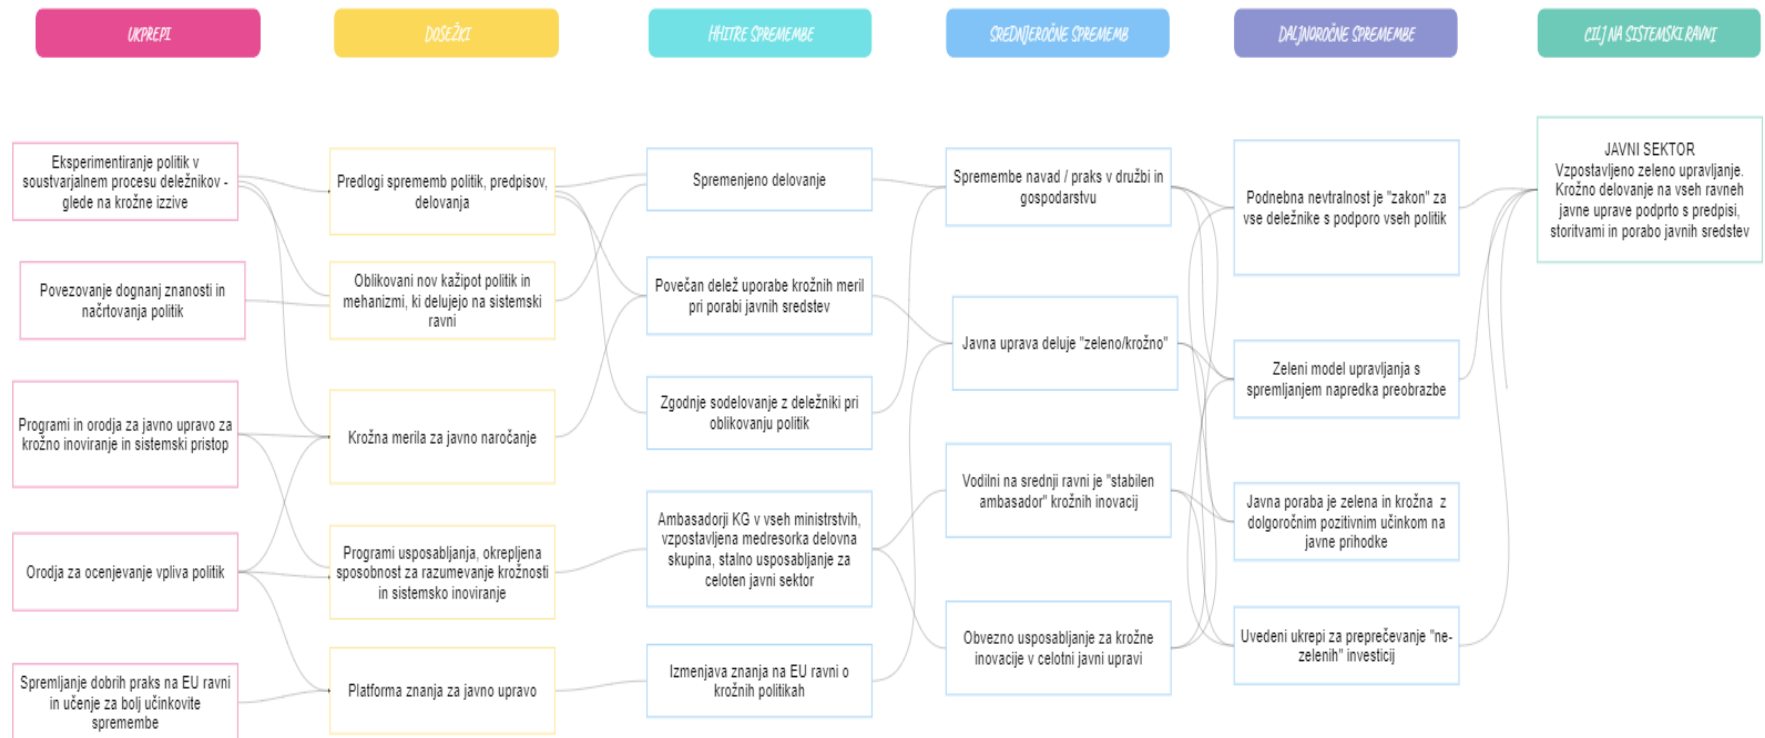 UKPREPI
DOSEŽKI
HHITRE SPREMEMBE
SREDNJEROČNE SPREMEMB
DALJNOROČNE SPREMEMBE
CILJ NA SISTEMSKI RAVNI
Eksperimentiranje politik v
soustvarjalnem procesu deležnikov -
glede na krožne izzive
Povezovanje dognanj znanosti in
načrtovanja politik
Programi in orodja za javno upravo za
krožno inoviranje in sistemski pristop
Orodja za ocenjevanje vpliva politik
Spremljanje dobrih praks na EU ravni
in učenje za bolj učinkovite
spremembe
Predlogi sprememb politik, predpisov,
delovanja
Oblikovani nov kažipot politik in
mehanizmi, ki delujejo na sistemski
ravni
Krožna merila za javno naročanje
Programi usposabljanja, okrepljena
sposobnost za razumevanje krožnosti
in sistemsko inoviranje
Platforma znanja za javno upravo
Spremenjeno delovanje
Povečan delež uporabe krožnih meril
pri porabi javnih sredstev
Zgodnje sodelovanje z deležniki pri
oblikovanju politik
Ambasadorji KG v vseh ministrstvih,
vzpostavljena medresorka delovna
skupina, stalno usposabljanje za
celoten javni sektor
Izmenjava znanja na EU ravni o
krožnih politikah
Spremembe navad / praks v družbi in
gospodarstvu
Javna uprava deluje "zeleno/krožno"
Vodilni na srednji ravni je "stabilen
ambasador" krožnih inovacij
Obvezno usposabljanje za krožne
inovacije v celotni javni upravi
Podnebna nevtralnost je "zakon" za
vse deležnike s podporo vseh politik
Zeleni model upravljanja s
spremljanjem napredka preobrazbe
Javna poraba je zelena in krožna z
dolgoročnim pozitivnim učinkom na
javne prihodke
Uvedeni ukrepi za preprečevanje "ne-
zelenih" investicij
JAVNI SEKTOR
Vzpostavljeno zeleno upravljanje.
Krožno delovanje na vseh ravneh
javne uprave podprto s predpisi,
storitvami in porabo javnih sredstev